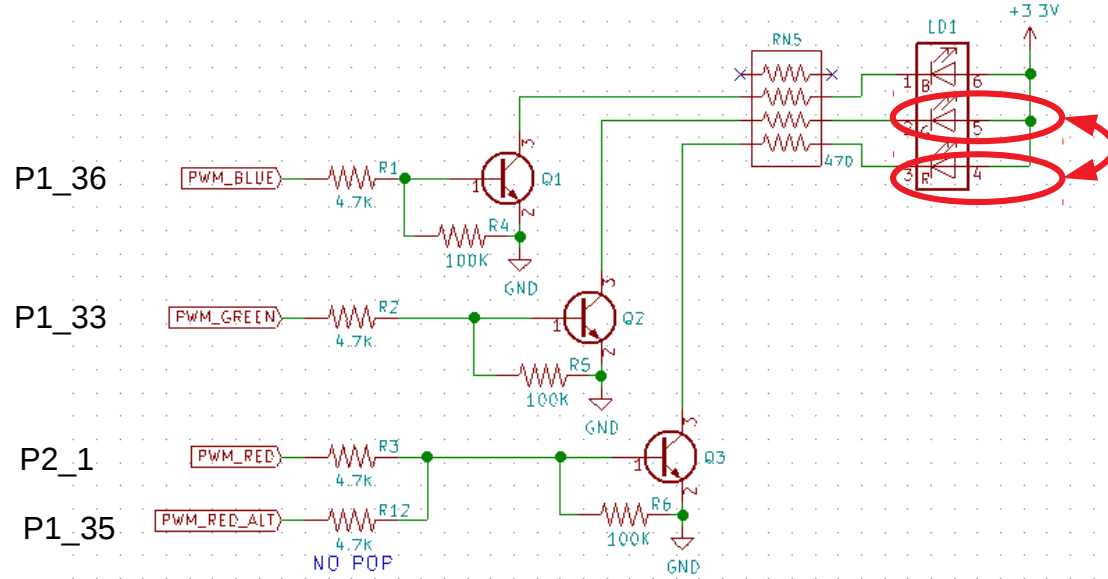 +3.3V
LD1
RN5
1 B 6
2 G 5
470
3 R 4
P1_36
PWM_BLUE
R1
4.7K
1
3
Q1
2
R4
100K
GND
P1_33
PWM_GREEN
R2
4.7K
1
3
Q2
2
R5
100K
GND
P2_1
PWM_RED
R3
4.7K
1
3
Q3
2
R6
100K
GND
P1_35
PWM_RED_ALT
R12
4.7K
NO POP